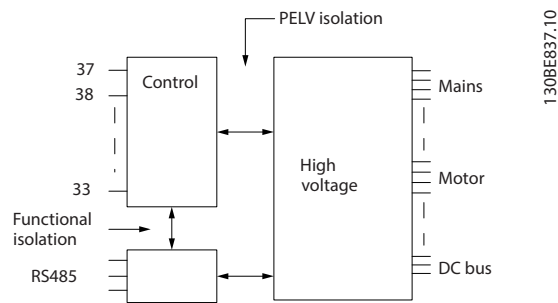 PELV isolation
130BE837.10
37
Control
Mains
38
High
voltage
Motor
33
Functional
isolation
RS485
DC bus